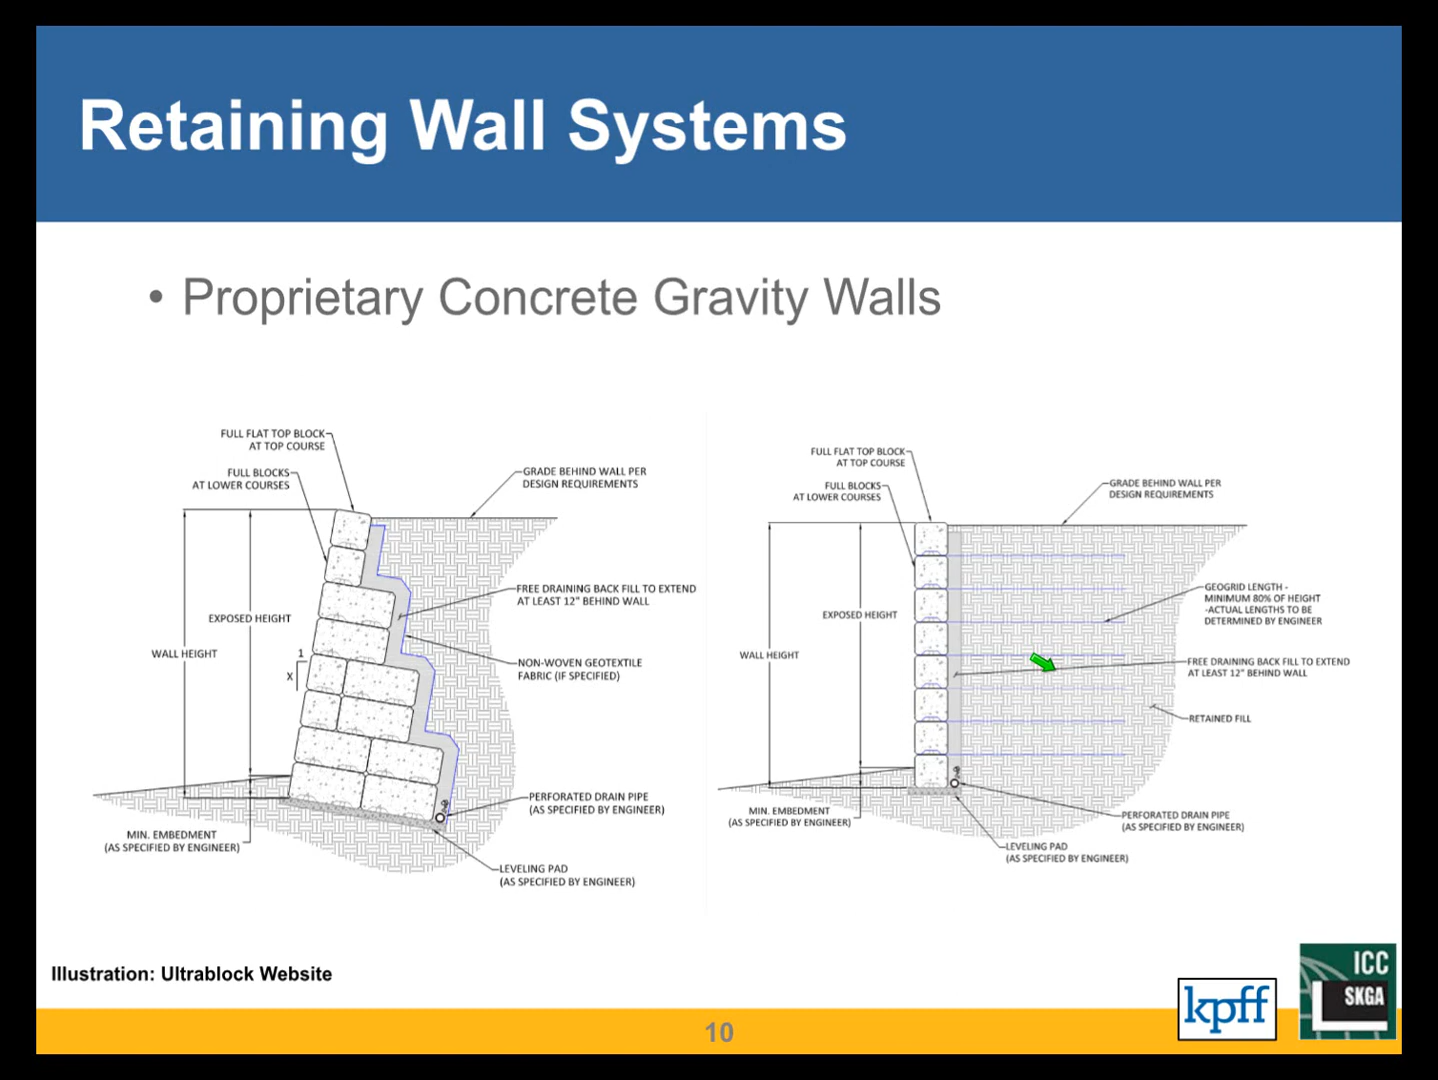 Retaining Wall Systems
• Proprietary Concrete Gravity Walls
FULL FLAT TOP BLOCK
AT TOP COURSE
FULL BLOCKS
AT LOWER COURSES
GRADE BEHIND WALL PER
DESIGN REQUIREMENTS
FREE DRAINING BACK FILL TO EXTEND
AT LEAST 12" BEHIND WALL
EXPOSED HEIGHT
WALL HEIGHT
1
X
NON-WOVEN GEOTEXTILE
FABRIC (IF SPECIFIED)
PERFORATED DRAIN PIPE
(AS SPECIFIED BY ENGINEER)
MIN. EMBEDMENT
(AS SPECIFIED BY ENGINEER)
LEVELING PAD
(AS SPECIFIED BY ENGINEER)
FULL FLAT TOP BLOCK
AT TOP COURSE
FULL BLOCKS
AT LOWER COURSES
GRADE BEHIND WALL PER
DESIGN REQUIREMENTS
GEOGRID LENGTH -
MINIMUM 80% OF HEIGHT
-ACTUAL LENGTHS TO BE
DETERMINED BY ENGINEER
EXPOSED HEIGHT
WALL HEIGHT
FREE DRAINING BACK FILL TO EXTEND
AT LEAST 12" BEHIND WALL
RETAINED FILL
MIN. EMBEDMENT
(AS SPECIFIED BY ENGINEER)
PERFORATED DRAIN PIPE
(AS SPECIFIED BY ENGINEER)
LEVELING PAD
(AS SPECIFIED BY ENGINEER)
Illustration: Ultrablock Website
kpff
ICC
SKGA
10